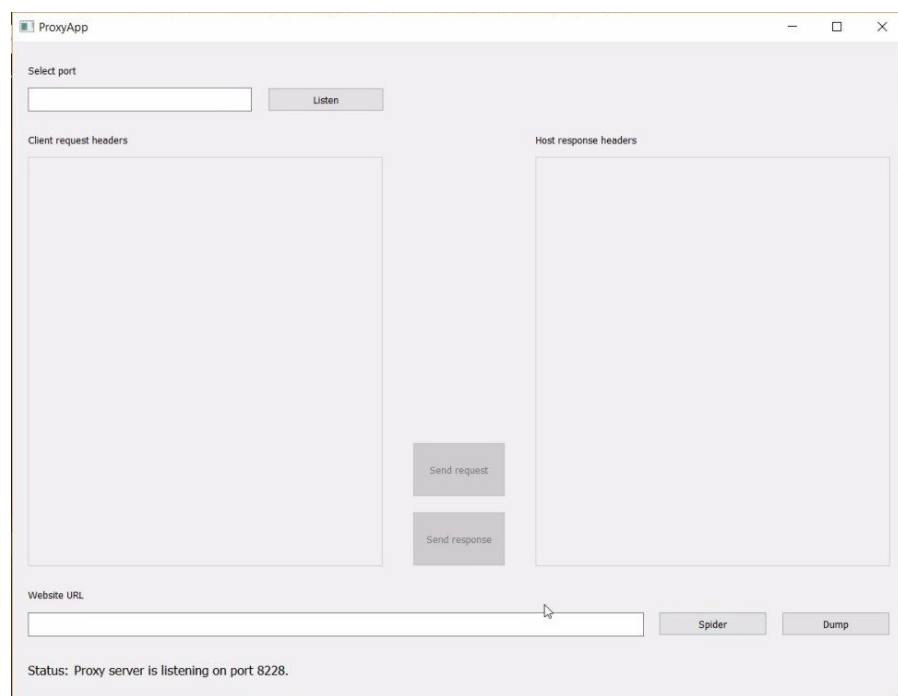 ProxyApp
Select port
Listen
Client request headers
Host response headers
Send request
Send response
Website URL
Spider
Dump
Status: Proxy server is listening on port 8228.